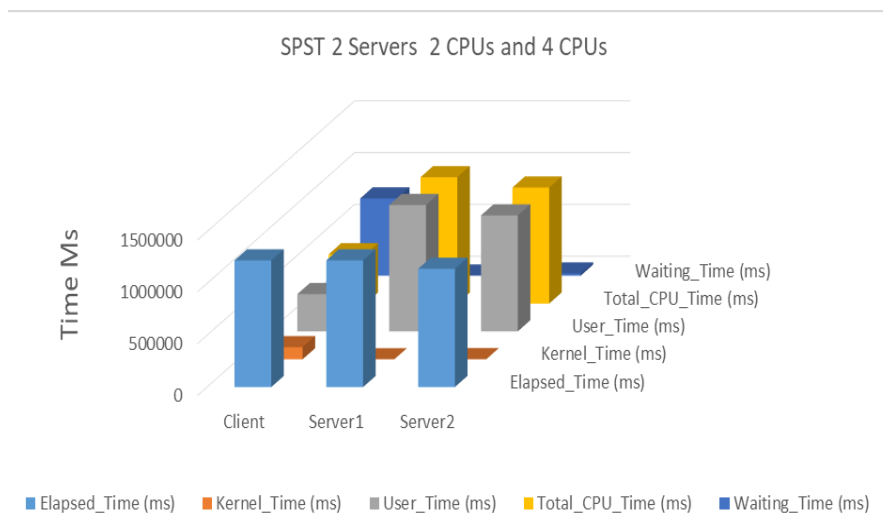 SPST 2 Servers 2 CPUs and 4 CPUs
Time Ms
1500000
1000000
500000
0
Client Server1 Server2
Waiting_Time (ms)
Total_CPU_Time (ms)
User_Time (ms)
Kernel_Time (ms)
Elapsed_Time (ms)
Elapsed_Time (ms) Kernel_Time (ms) User_Time (ms) Total_CPU_Time (ms) Waiting_Time (ms)